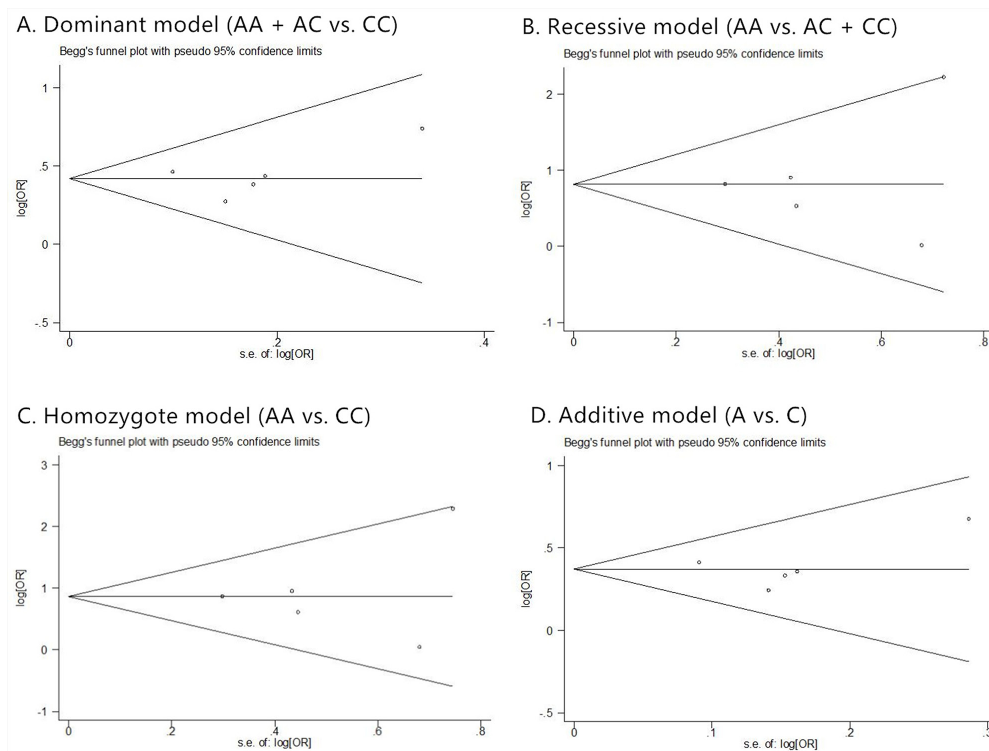 A. Dominant model (AA + AC vs. CC)
Begg's funnel plot with pseudo 95% confidence limits
log[OR]
1
.5
0
-.5
0
.2
.4
s.e. of: log[OR]
B. Recessive model (AA vs. AC + CC)
Begg's funnel plot with pseudo 95% confidence limits
log[OR]
2
1
0
-1
0
.2
.4
.6
.8
s.e. of: log[OR]
C. Homozygote model (AA vs. CC)
Begg's funnel plot with pseudo 95% confidence limits
log[OR]
3
2
1
0
-1
0
.2
.4
.6
.8
s.e. of: log[OR]
D. Additive model (A vs. C)
Begg's funnel plot with pseudo 95% confidence limits
log[OR]
1
.5
0
-.5
0
.1
.2
s.e. of: log[OR]